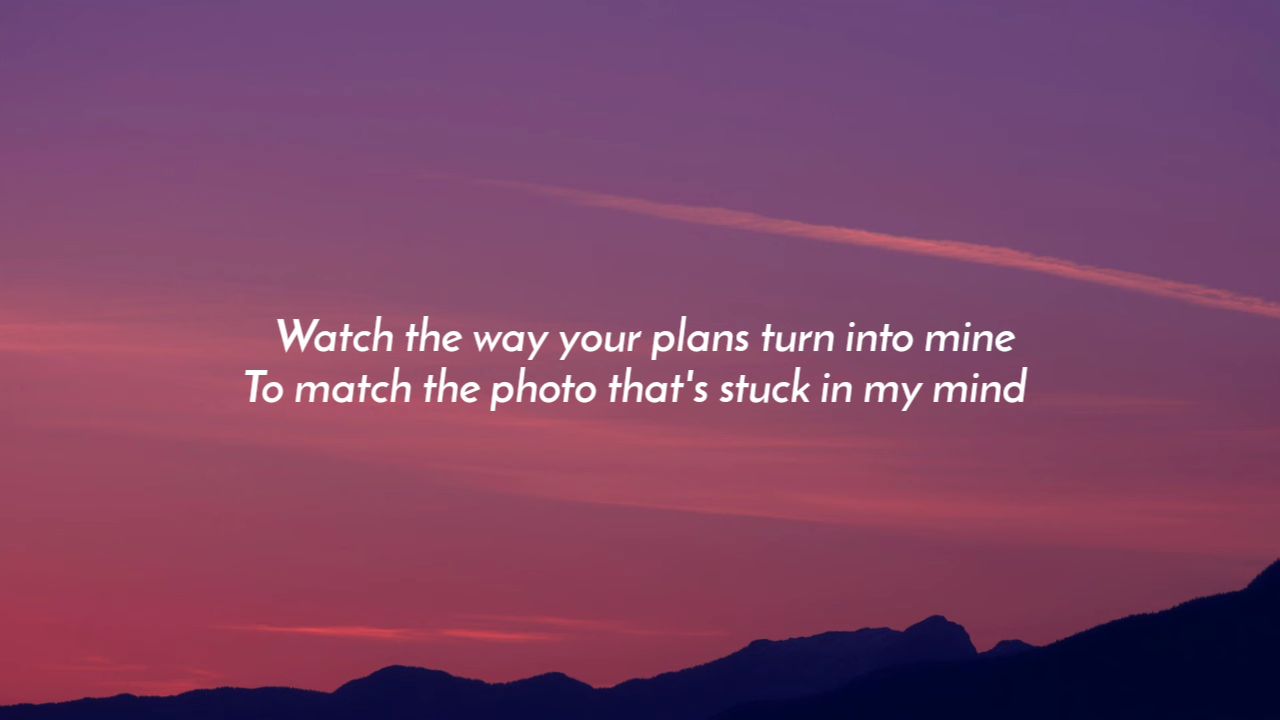 Watch the way your plans turn into mine
To match the photo that's stuck in my mind